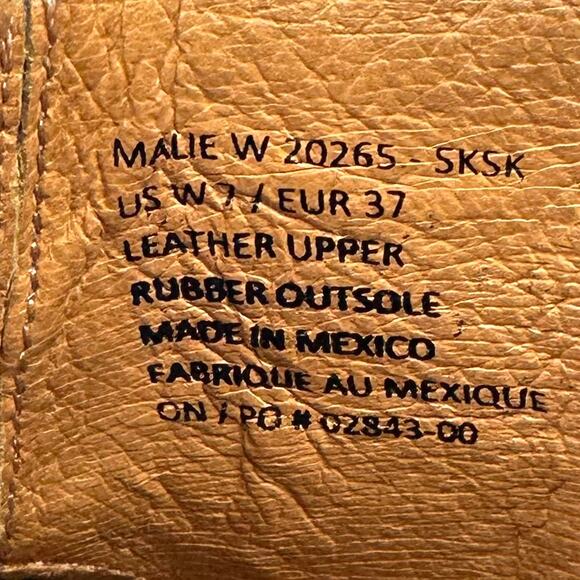 MALIE W 20265 - SKSK
US W 7 / EUR 37
LEATHER UPPER
RUBBER OUTSOLE
MADE IN MEXICO
FABRIQUE AU MEXIQUE
ON / PO # 02843-00